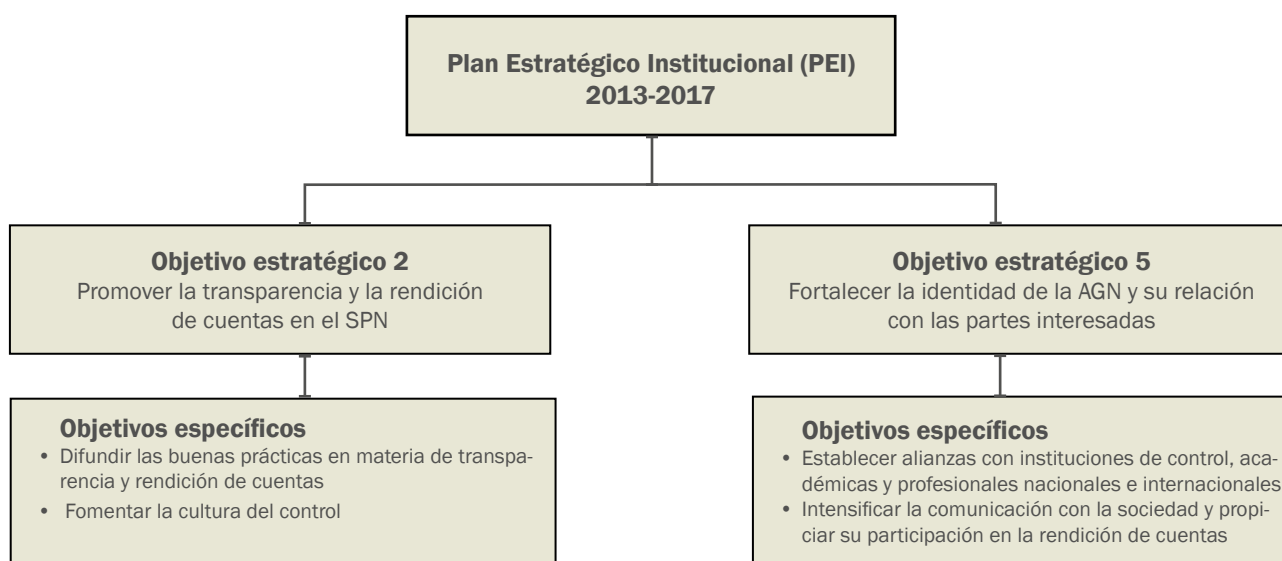 Plan Estratégico Institucional (PEI)
2013-2017
Objetivo estratégico 2
Promover la transparencia y la rendición
de cuentas en el SPN
Objetivo estratégico 5
Fortalecer la identidad de la AGN y su relación
con las partes interesadas
Objetivos específicos
• Difundir las buenas prácticas en materia de transpa-
rencia y rendición de cuentas
• Fomentar la cultura del control
Objetivos específicos
• Establecer alianzas con instituciones de control, aca-
démicas y profesionales nacionales e internacionales
• Intensificar la comunicación con la sociedad y propi-
ciar su participación en la rendición de cuentas